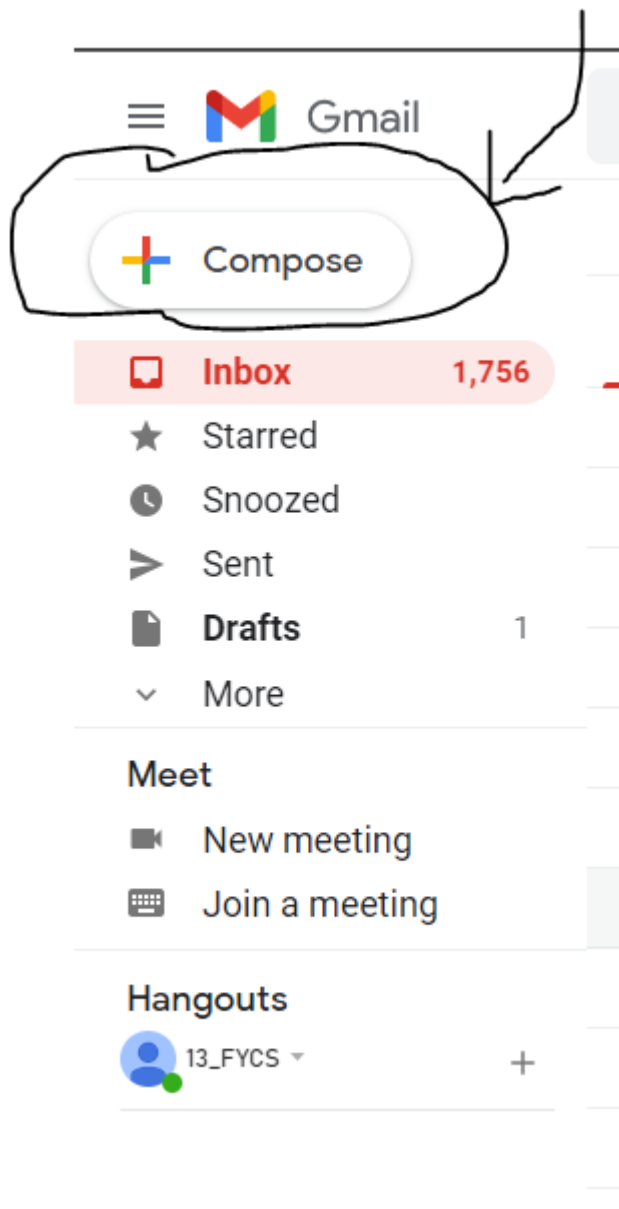 Gmail
Compose
Inbox 1,756
Starred
Snoozed
Sent
Drafts 1
More
Meet
New meeting
Join a meeting
Hangouts
13_FYCS